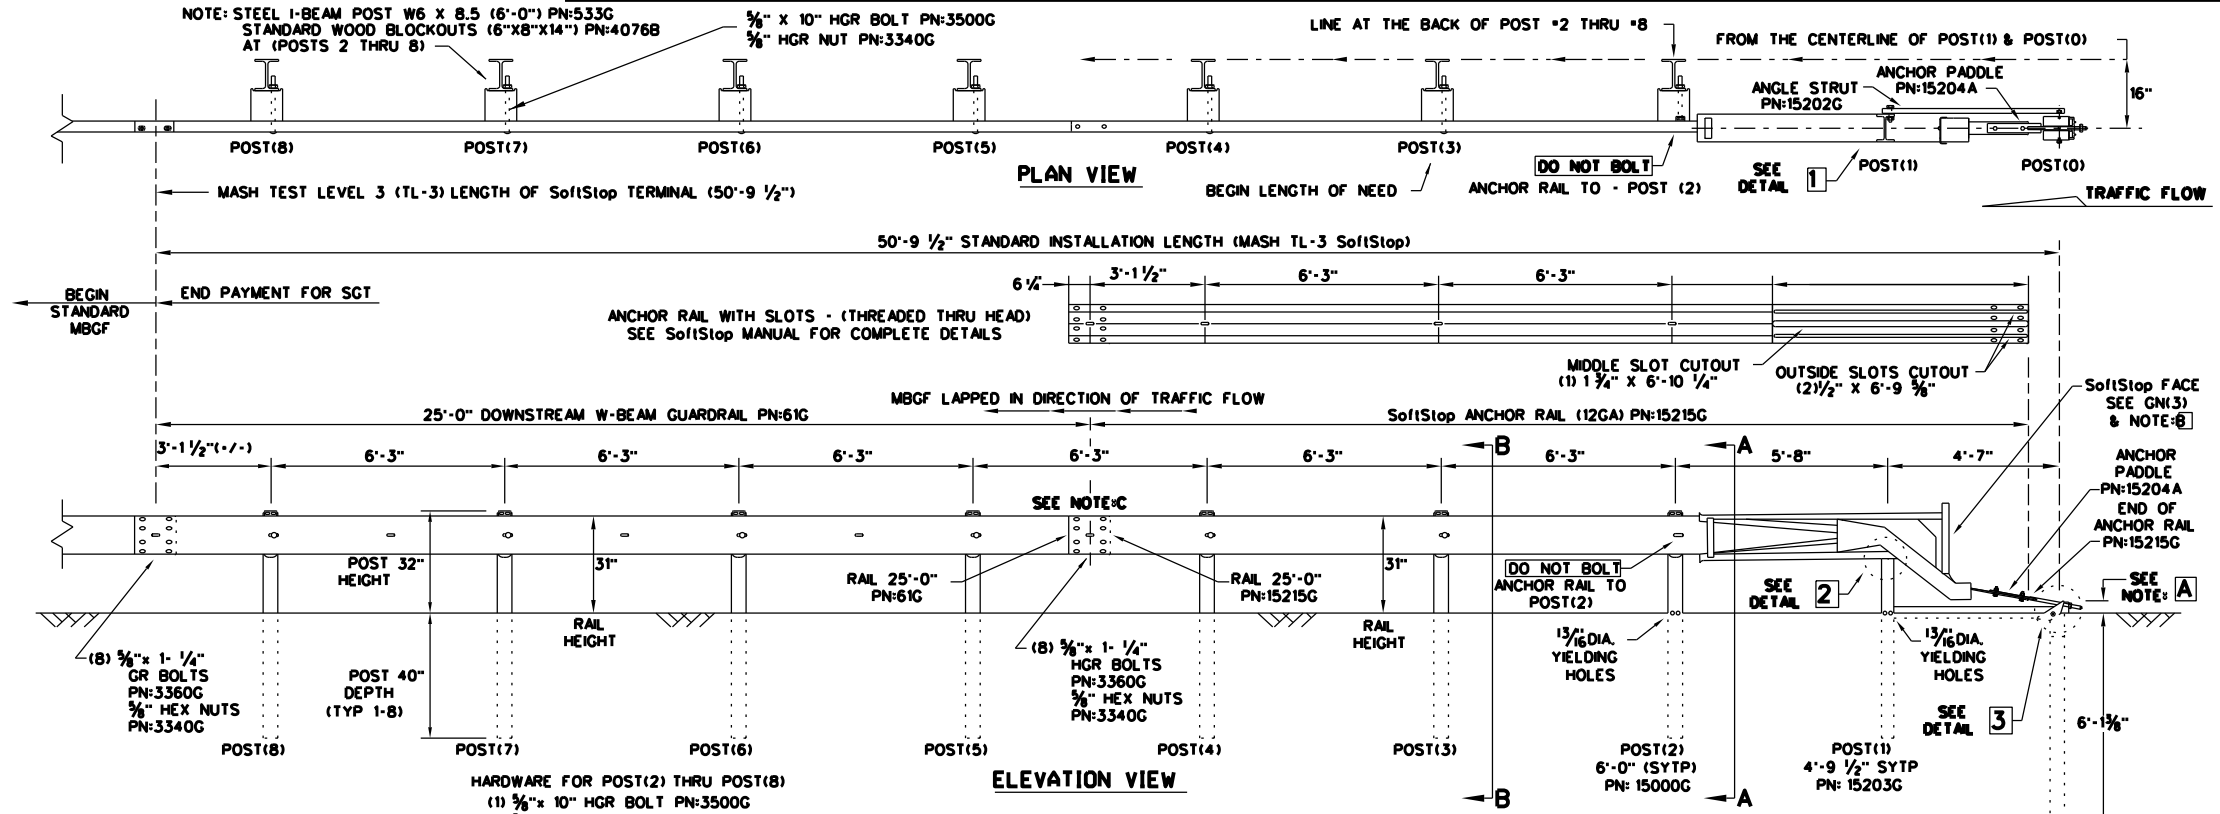 NOTE: STEEL I-BEAM POST W6 X 8.5 (6'-0") PN:533G
STANDARD WOOD BLOCKOUTS (6"X8"X14") PN:4076B
AT (POSTS 2 THRU 8)
⅝" X 10" HGR BOLT PN:3500G
⅝" HGR NUT PN:3340G
LINE AT THE BACK OF POST #2 THRU #8
FROM THE CENTERLINE OF POST(1) & POST(0)
ANGLE STRUT
PN:15202G
ANCHOR PADDLE
PN:15204A
16"
POST(8)
POST(7)
POST(6)
POST(5)
POST(4)
POST(3)
POST(1)
POST(0)
PLAN VIEW
DO NOT BOLT
ANCHOR RAIL TO - POST (2)
SEE
DETAIL 1
BEGIN LENGTH OF NEED
MASH TEST LEVEL 3 (TL-3) LENGTH OF SoftStop TERMINAL (50'-9 ½")
TRAFFIC FLOW
50'-9 ½" STANDARD INSTALLATION LENGTH (MASH TL-3 SoftStop)
BEGIN
STANDARD
MBGF
END PAYMENT FOR SGT
6 ¼"
3'-1 ½"
6'-3"
6'-3"
ANCHOR RAIL WITH SLOTS - (THREADED THRU HEAD)
SEE SoftStop MANUAL FOR COMPLETE DETAILS
MIDDLE SLOT CUTOUT
(1) 1 ¾" X 6'-10 ¼"
OUTSIDE SLOTS CUTOUT
(2)½" X 6'-9 ⅝"
MBGF LAPPED IN DIRECTION OF TRAFFIC FLOW
25'-0" DOWNSTREAM W-BEAM GUARDRAIL PN:61G
SoftStop ANCHOR RAIL (12GA) PN:15215G
SoftStop FACE
SEE GN(3)
& NOTE:B
3'-1 ½"(+/-)
6'-3"
6'-3"
6'-3"
6'-3"
6'-3"
6'-3"
5'-8"
4'-7"
B
A
ANCHOR
PADDLE
PN:15204A
END OF
ANCHOR RAIL
PN:15215G
SEE NOTE:C
POST 32"
HEIGHT
31"
RAIL
HEIGHT
RAIL 25'-0"
PN:61G
RAIL 25'-0"
PN:15215G
31"
RAIL
HEIGHT
DO NOT BOLT
ANCHOR RAIL TO
POST(2)
SEE
DETAIL 2
SEE
NOTE: A
(8) ⅝"x 1- ¼"
GR BOLTS
PN:3360G
⅝" HEX NUTS
PN:3340G
POST 40"
DEPTH
(TYP 1-8)
(8) ⅝"x 1- ¼"
HGR BOLTS
PN:3360G
⅝" HEX NUTS
PN:3340G
13/16"DIA.
YIELDING
HOLES
13/16"DIA.
YIELDING
HOLES
SEE
DETAIL 3
6'-1⅜"
POST(8)
POST(7)
POST(6)
POST(5)
POST(4)
POST(3)
POST(2)
6'-0" (SYTP)
PN: 15000G
POST(1)
4'-9 ½" SYTP
PN: 15203G
HARDWARE FOR POST(2) THRU POST(8)
(1) ⅝"x 10" HGR BOLT PN:3500G
ELEVATION VIEW
B
A